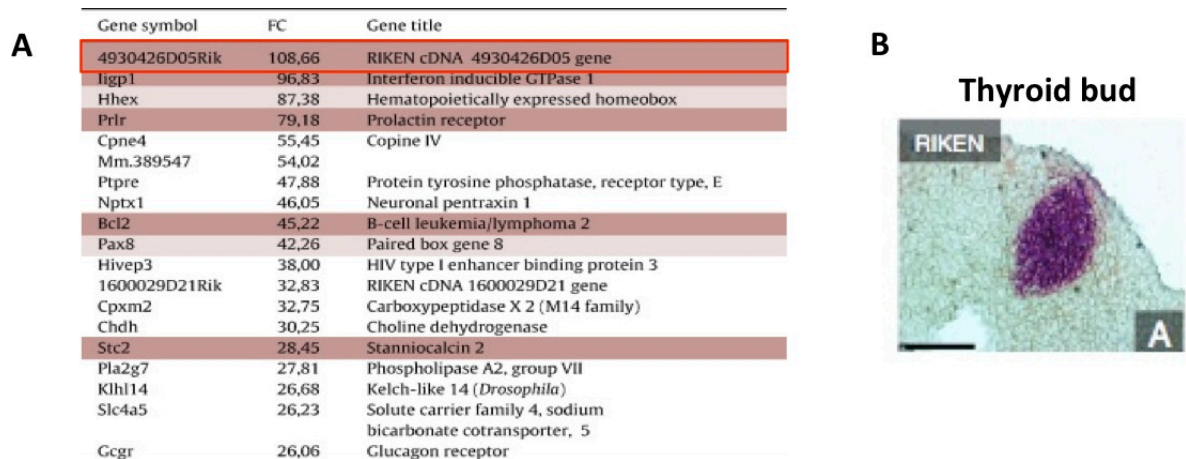 A
Gene symbol FC Gene title
4930426D05Rik 108,66 RIKEN cDNA 4930426D05 gene
Iigp1 96,83 Interferon inducible GTPase 1
Hhex 87,38 Hematopoietically expressed homeobox
Prlr 79,18 Prolactin receptor
Cpne4 55,45 Copine IV
Mm.389547 54,02
Ptpre 47,88 Protein tyrosine phosphatase, receptor type, E
Nptx1 46,05 Neuronal pentraxin 1
Bcl2 45,22 B-cell leukemia/lymphoma 2
Pax8 42,26 Paired box gene 8
Hivep3 38,00 HIV type I enhancer binding protein 3
1600029D21Rik 32,83 RIKEN cDNA 1600029D21 gene
Cpxm2 32,75 Carboxypeptidase X 2 (M14 family)
Chdh 30,25 Choline dehydrogenase
Stc2 28,45 Stanniocalcin 2
Pla2g7 27,81 Phospholipase A2, group VII
Klhl14 26,68 Kelch-like 14 (Drosophila)
Slc4a5 26,23 Solute carrier family 4, sodium
bicarbonate cotransporter, 5
Gcgr 26,06 Glucagon receptor
B
Thyroid bud
RIKEN
A